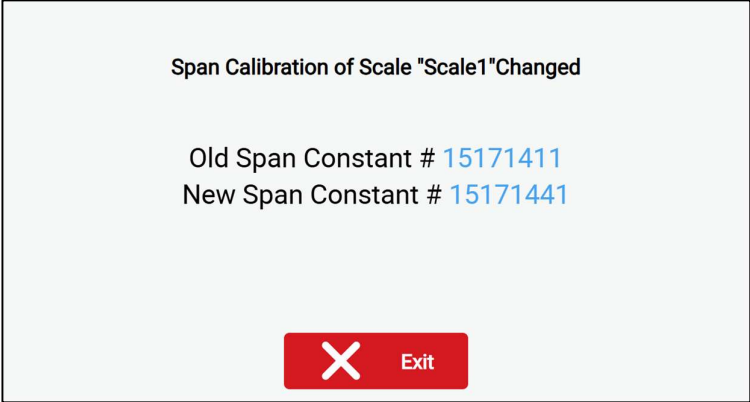 Span Calibration of Scale "Scale1"Changed
Old Span Constant # 15171411
New Span Constant # 15171441
Exit